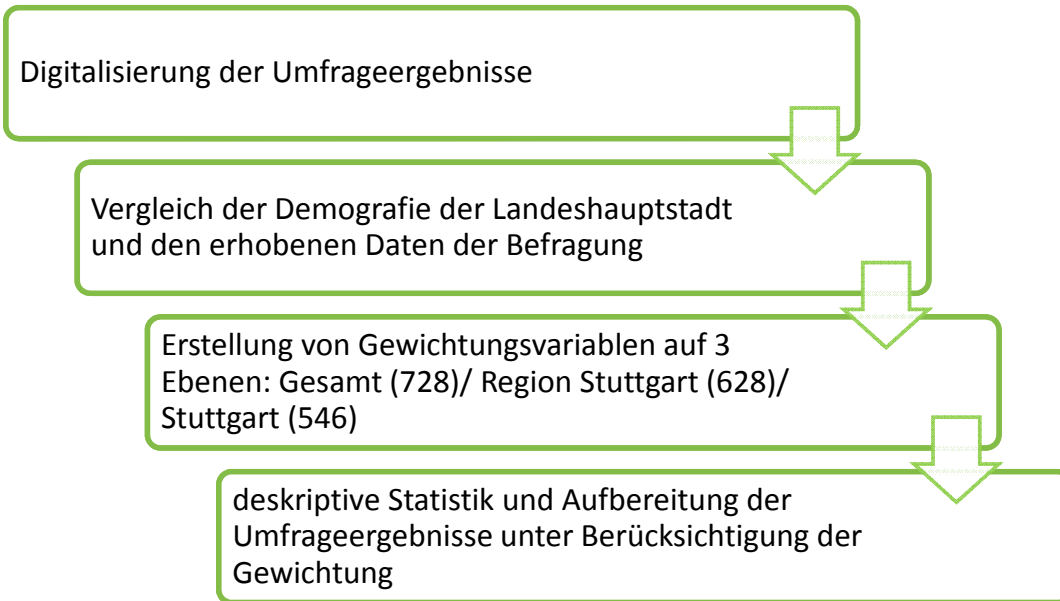 Digitalisierung der Umfrageergebnisse
Vergleich der Demografie der Landeshauptstadt
und den erhobenen Daten der Befragung
Erstellung von Gewichtungsvariablen auf 3
Ebenen: Gesamt (728)/ Region Stuttgart (628)/
Stuttgart (546)
deskriptive Statistik und Aufbereitung der
Umfrageergebnisse unter Berücksichtigung der
Gewichtung